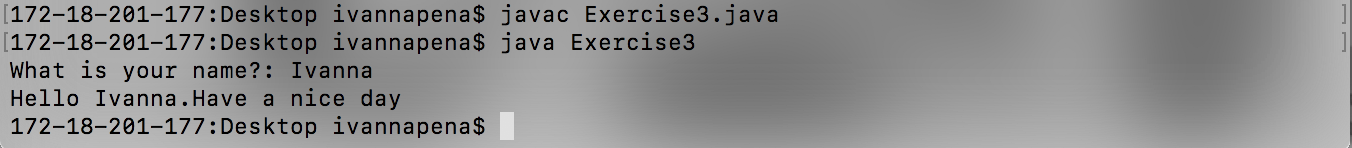 [172-18-201-177:Desktop ivannapena$ javac Exercise3.java ]
[172-18-201-177:Desktop ivannapena$ java Exercise3 ]
What is your name?: Ivanna
Hello Ivanna.Have a nice day
172-18-201-177:Desktop ivannapena$